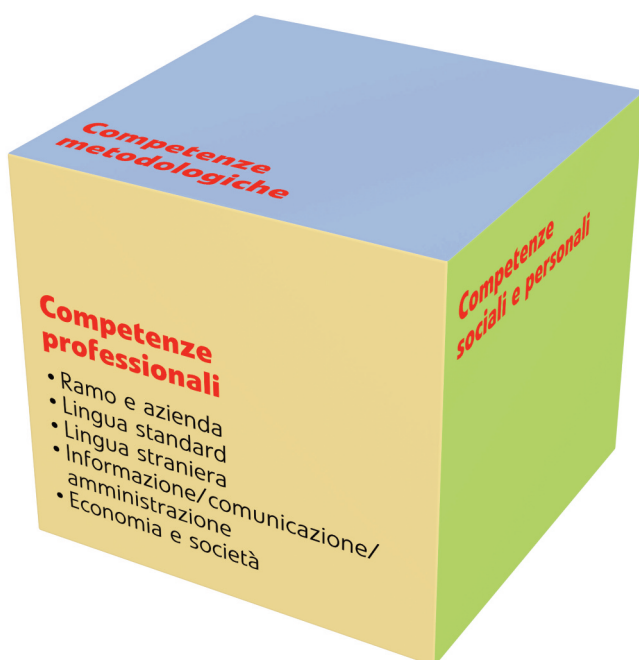 Competenze
metodologiche
Competenze
sociali e personali
Competenze
professionali
• Ramo e azienda
• Lingua standard
• Lingua straniera
• Informazione/comunicazione/
amministrazione
• Economia e società